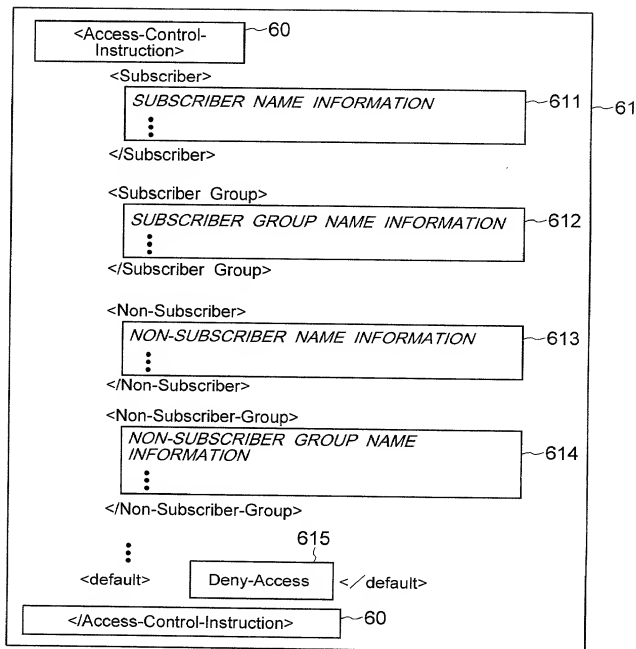 <Access-Control-
Instruction>
60
<Subscriber>
SUBSCRIBER NAME INFORMATION
611
61
</Subscriber>
<Subscriber Group>
SUBSCRIBER GROUP NAME INFORMATION
612
</Subscriber Group>
<Non-Subscriber>
NON-SUBSCRIBER NAME INFORMATION
613
</Non-Subscriber>
<Non-Subscriber-Group>
NON-SUBSCRIBER GROUP NAME
INFORMATION
614
</Non-Subscriber-Group>
615
<default> Deny-Access </default>
</Access-Control-Instruction> 60